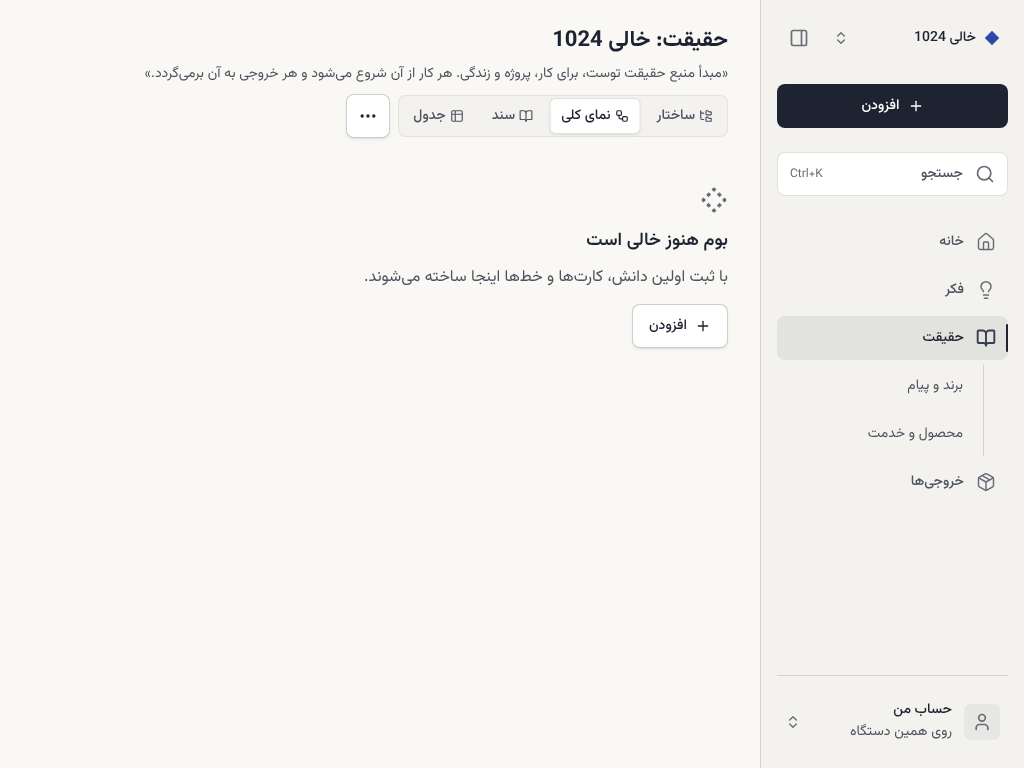 خالی 1024
افزودن
جستجو
Ctrl+K
خانه
فکر
حقیقت
برند و پیام
محصول و خدمت
خروجی‌ها
حساب من
روی همین دستگاه
حقیقت: خالی 1024
«مبدأ منبع حقیقت توست، برای کار، پروژه و زندگی. هر کار از آن شروع می‌شود و هر خروجی به آن برمی‌گردد.»
ساختار
نمای کلی
سند
جدول
بوم هنوز خالی است
با ثبت اولین دانش، کارت‌ها و خط‌ها اینجا ساخته می‌شوند.
افزودن